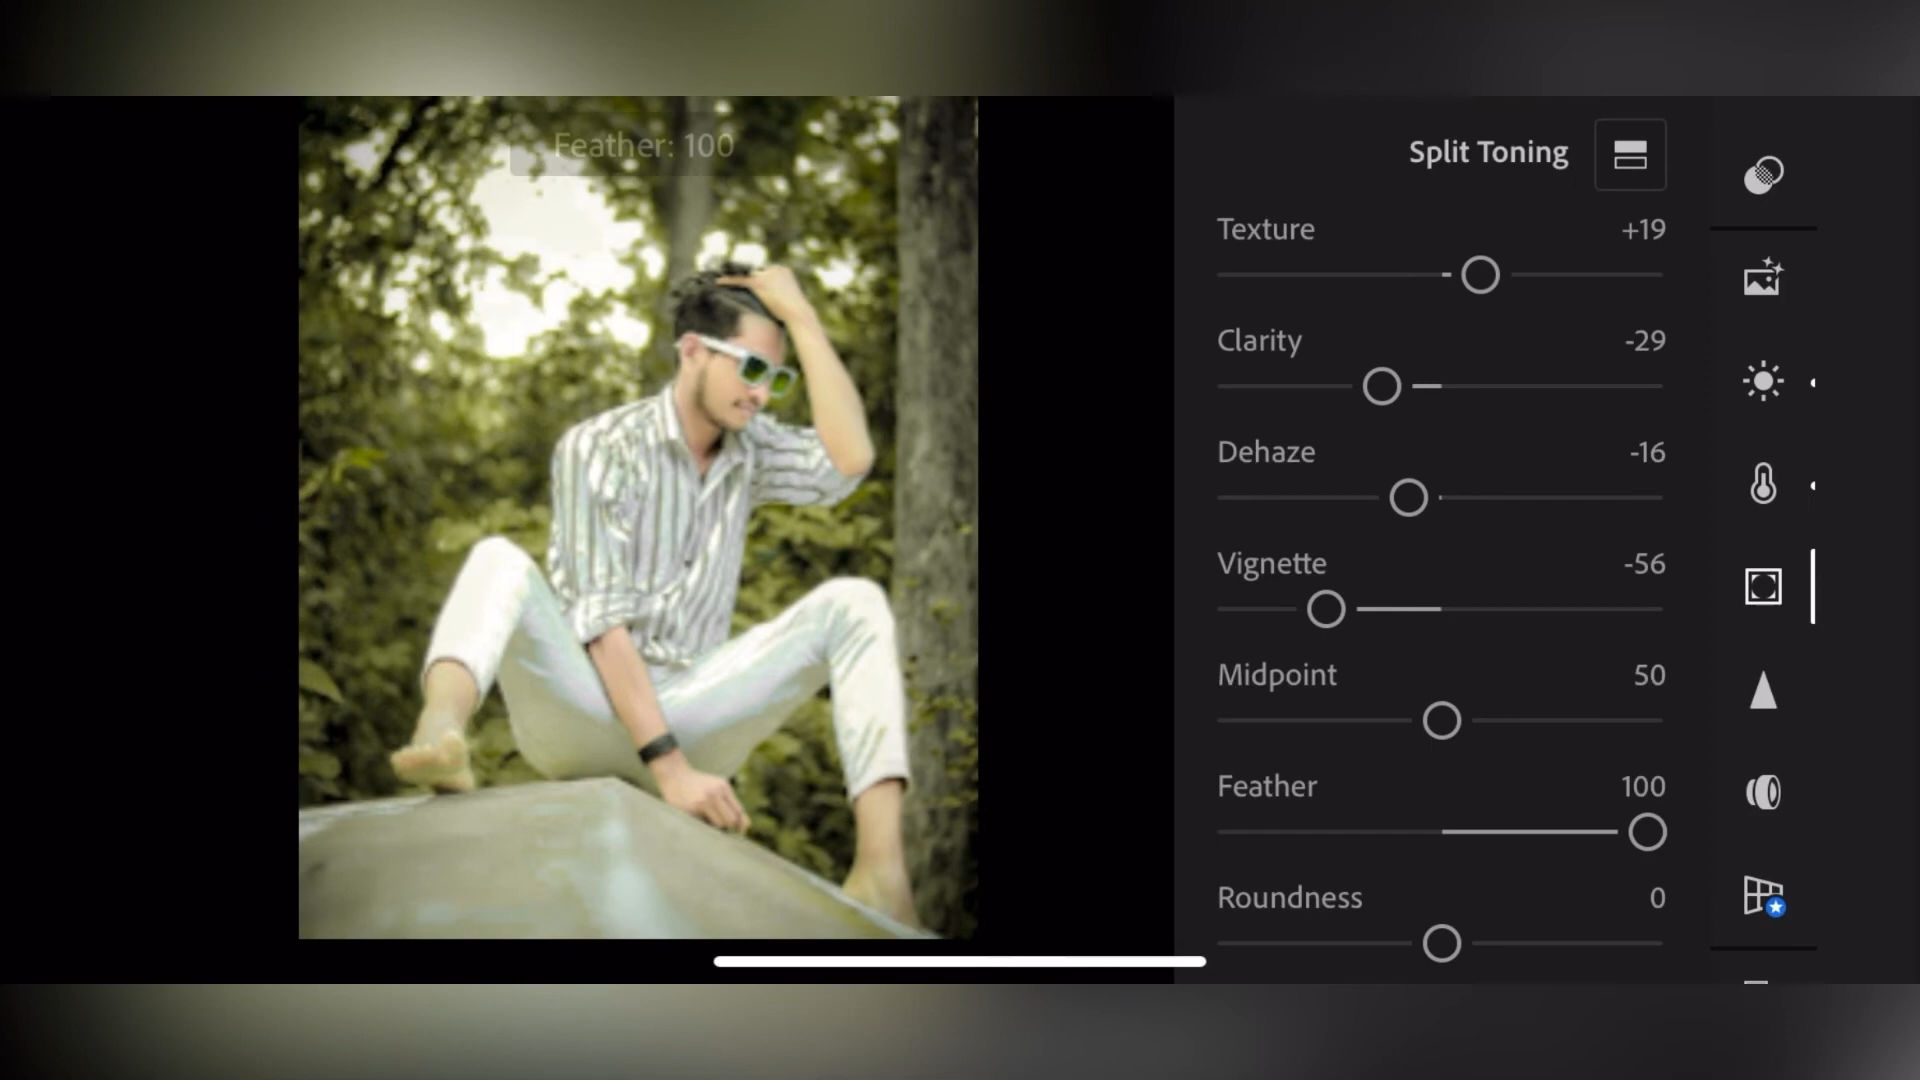 Feather: 100
Split Toning
Texture +19
Clarity -29
Dehaze -16
Vignette -56
Midpoint 50
Feather 100
Roundness 0